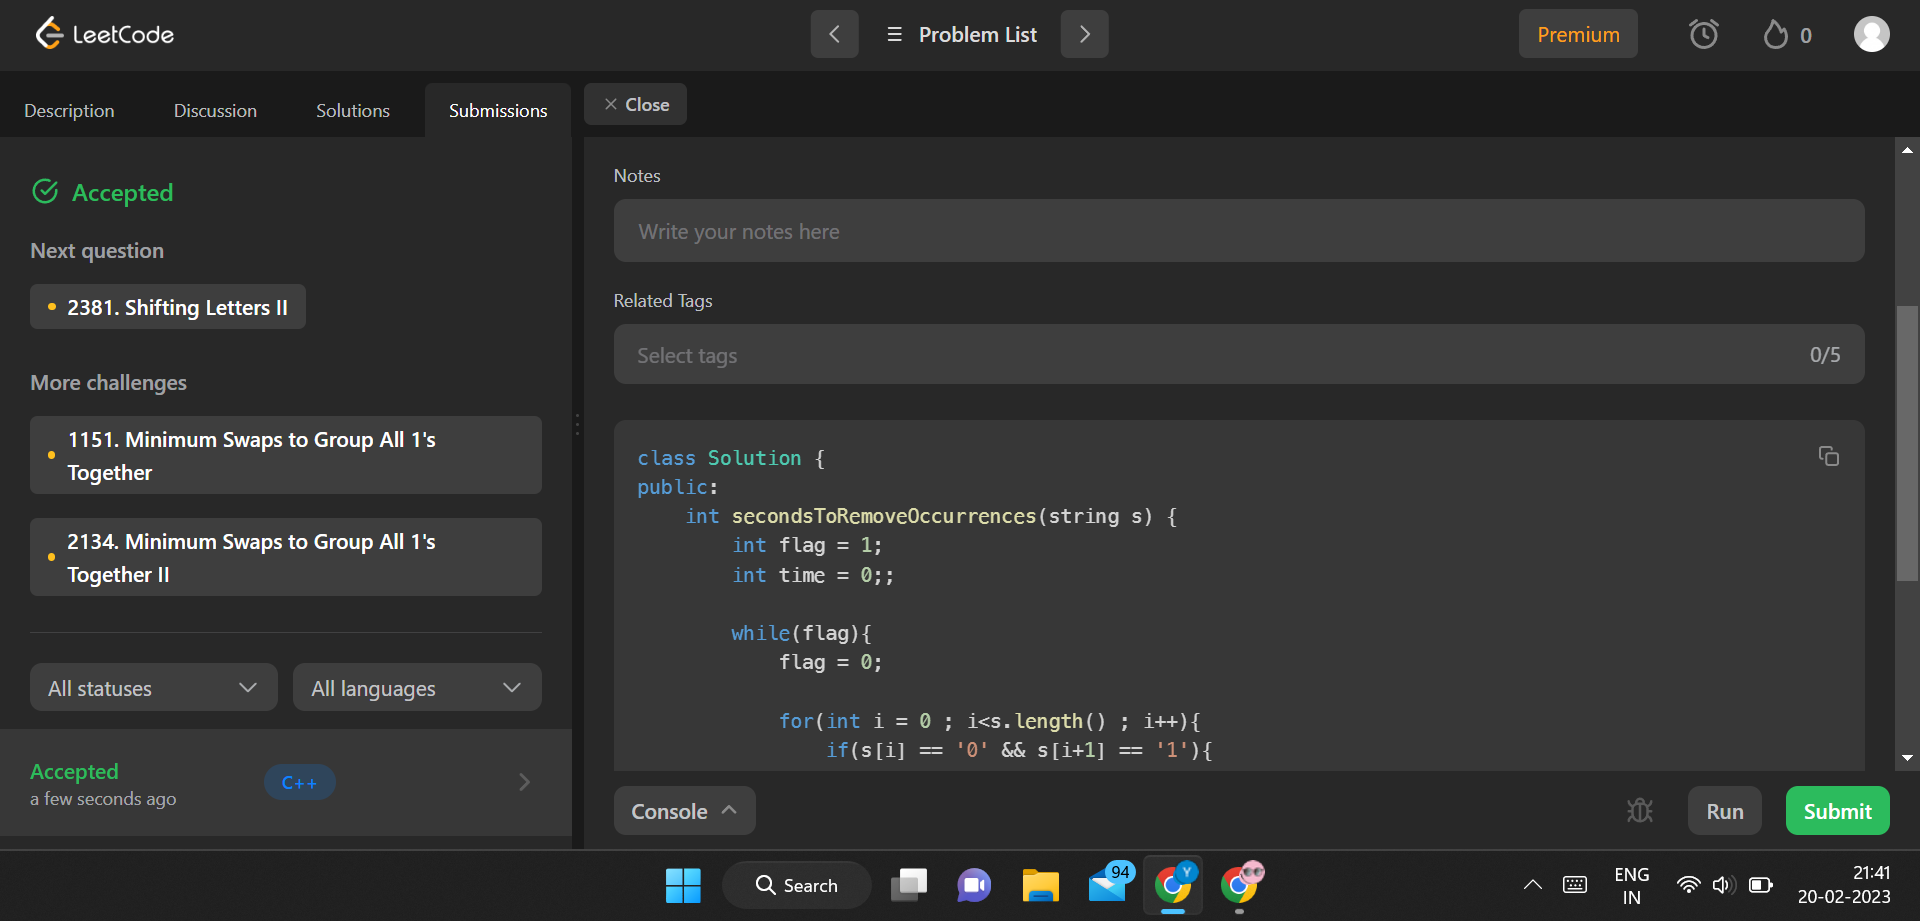 LeetCode
Problem List
Premium
0
Description
Discussion
Solutions
Submissions
Close
Accepted
Next question
2381. Shifting Letters II
More challenges
1151. Minimum Swaps to Group All 1's
Together
2134. Minimum Swaps to Group All 1's
Together II
All statuses
All languages
Accepted
a few seconds ago
C++
Notes
Write your notes here
Related Tags
Select tags
0/5
class Solution {
public:
    int secondsToRemoveOccurrences(string s) {
        int flag = 1;
        int time = 0;;
        while(flag){
            flag = 0;
            for(int i = 0 ; i<s.length() ; i++){
                if(s[i] == '0' && s[i+1] == '1'){
Console
Run
Submit
Search
94
Y
ENG
IN
21:41
20-02-2023